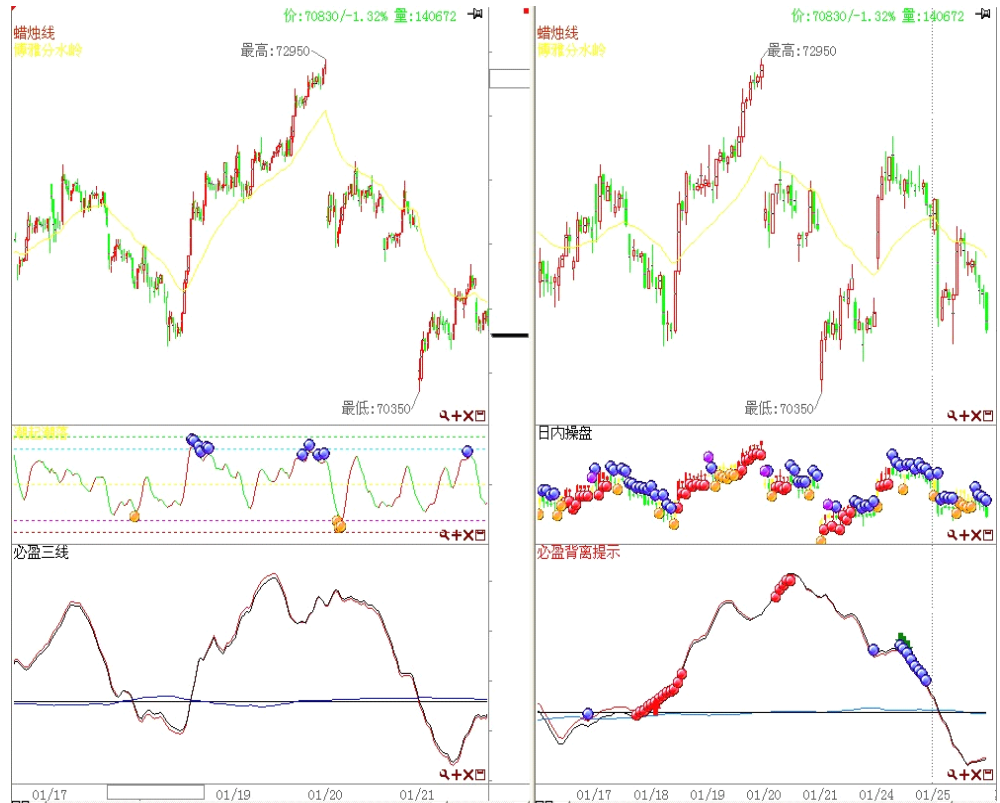 价:70830/-1.32% 量:140672
蜡烛线
博雅分水岭
最高:72950
最低:70350
潮起潮落
必盈三线
01/17
01/19
01/20
01/21
价:70830/-1.32% 量:140672
蜡烛线
博雅分水岭
最高:72950
最低:70350
日内操盘
必盈背离提示
01/17
01/18
01/19
01/20
01/21
01/24
01/25